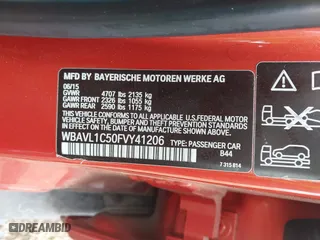 MFD BY BAYERISCHE MOTOREN WERKE AG
06/15
GVWR 4707 lbs 2135 kg
GAWR FRONT 2326 lbs 1055 kg
GAWR REAR 2590 lbs 1175 kg
THIS VEHICLE CONFORMS TO ALL APPLICABLE
FEDERAL MOTOR VEHICLE SAFETY, BUMPER,
AND THEFT PREVENTION STANDARDS IN EFFECT
ON THE DATE OF MANUFACTURE SHOWN ABOVE.
WBAVL1C50FVY41206 TYPE: PASSENGER CAR
B44
7 315 814
DREAMBID